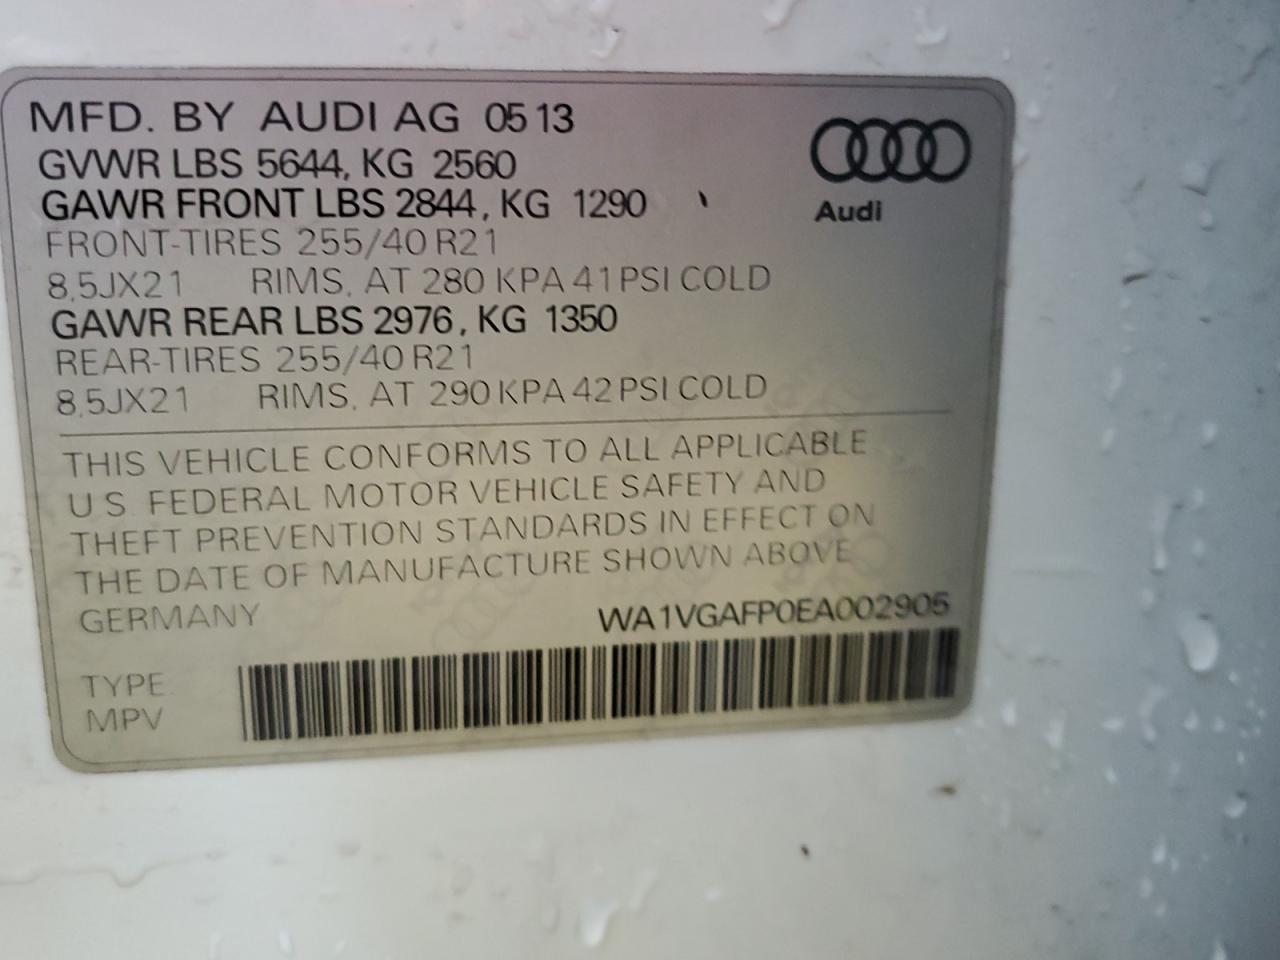 MFD. BY AUDI AG 05 13
GVWR LBS 5644, KG 2560
GAWR FRONT LBS 2844, KG 1290
FRONT-TIRES 255/40 R21
8,5JX21 RIMS, AT 280 KPA 41 PSI COLD
GAWR REAR LBS 2976, KG 1350
REAR-TIRES 255/40 R21
8,5JX21 RIMS, AT 290 KPA 42 PSI COLD
Audi
THIS VEHICLE CONFORMS TO ALL APPLICABLE
U.S. FEDERAL MOTOR VEHICLE SAFETY AND
THEFT PREVENTION STANDARDS IN EFFECT ON
THE DATE OF MANUFACTURE SHOWN ABOVE
GERMANY WA1VGAFP0EA002905
TYPE
MPV